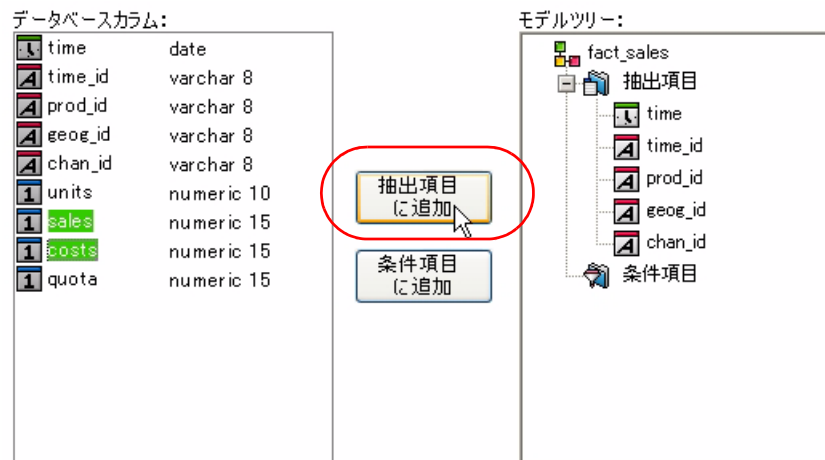 データベースカラム:
time date
time_id varchar 8
prod_id varchar 8
geog_id varchar 8
chan_id varchar 8
units numeric 10
sales numeric 15
costs numeric 15
quota numeric 15
抽出項目
に追加
条件項目
に追加
モデルツリー:
fact_sales
抽出項目
time
time_id
prod_id
geog_id
chan_id
条件項目